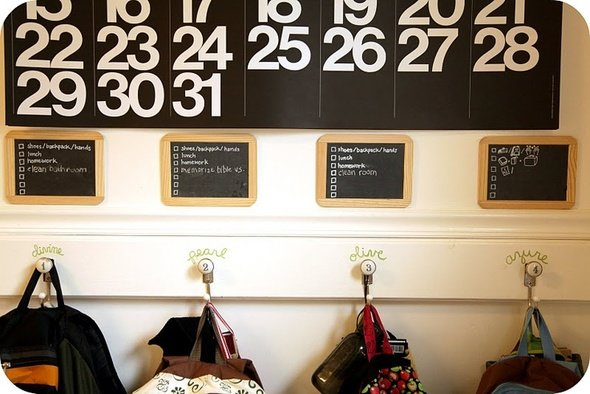 15 16 17 18 19 20 21
22 23 24 25 26 27 28
29 30 31
shoes/backpack/hands
lunch
homework
clean bathroom
shoes/backpack/hands
lunch
homework
memorize bible vs.
shoes/backpack/hands
lunch
homework
clean room
divine
pearl
olive
azure
1
2
3
4